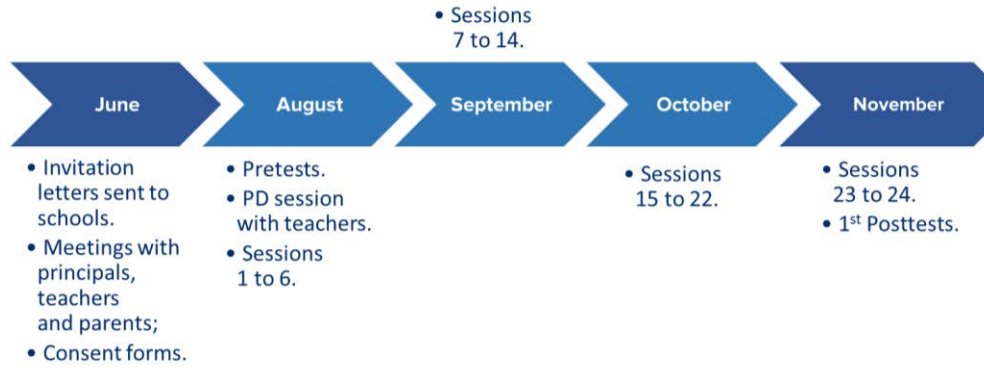 • Sessions
7 to 14.
June
August
September
October
November
• Invitation
letters sent to
schools.
• Meetings with
principals,
teachers
and parents;
• Consent forms.
• Pretests.
• PD session
with teachers.
• Sessions
1 to 6.
• Sessions
15 to 22.
• Sessions
23 to 24.
• 1st Posttests.